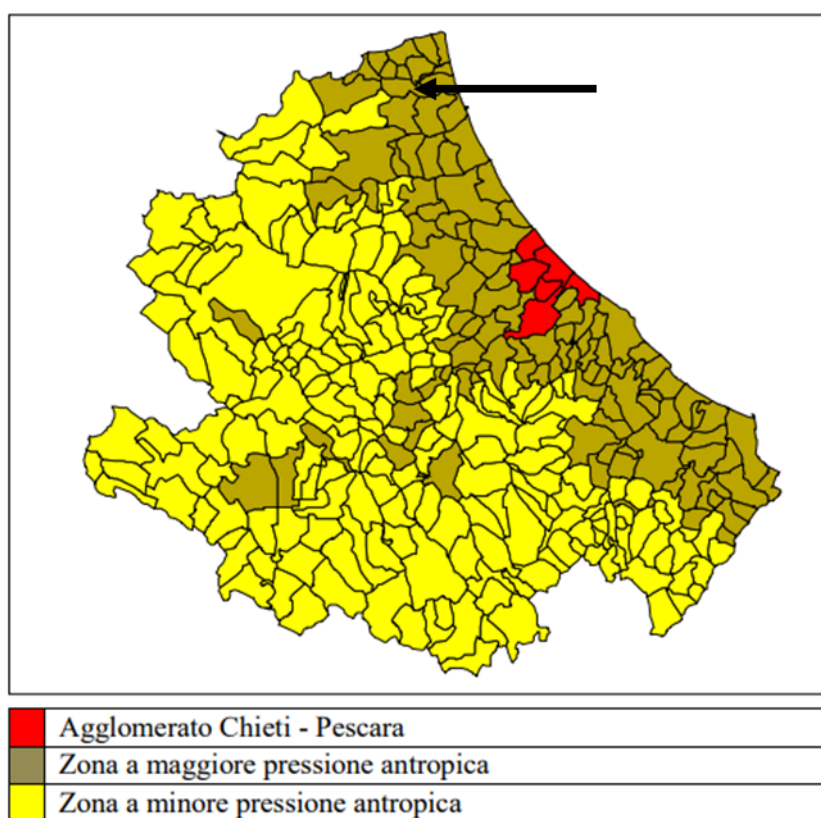 Agglomerato Chieti - Pescara
Zona a maggiore pressione antropica
Zona a minore pressione antropica